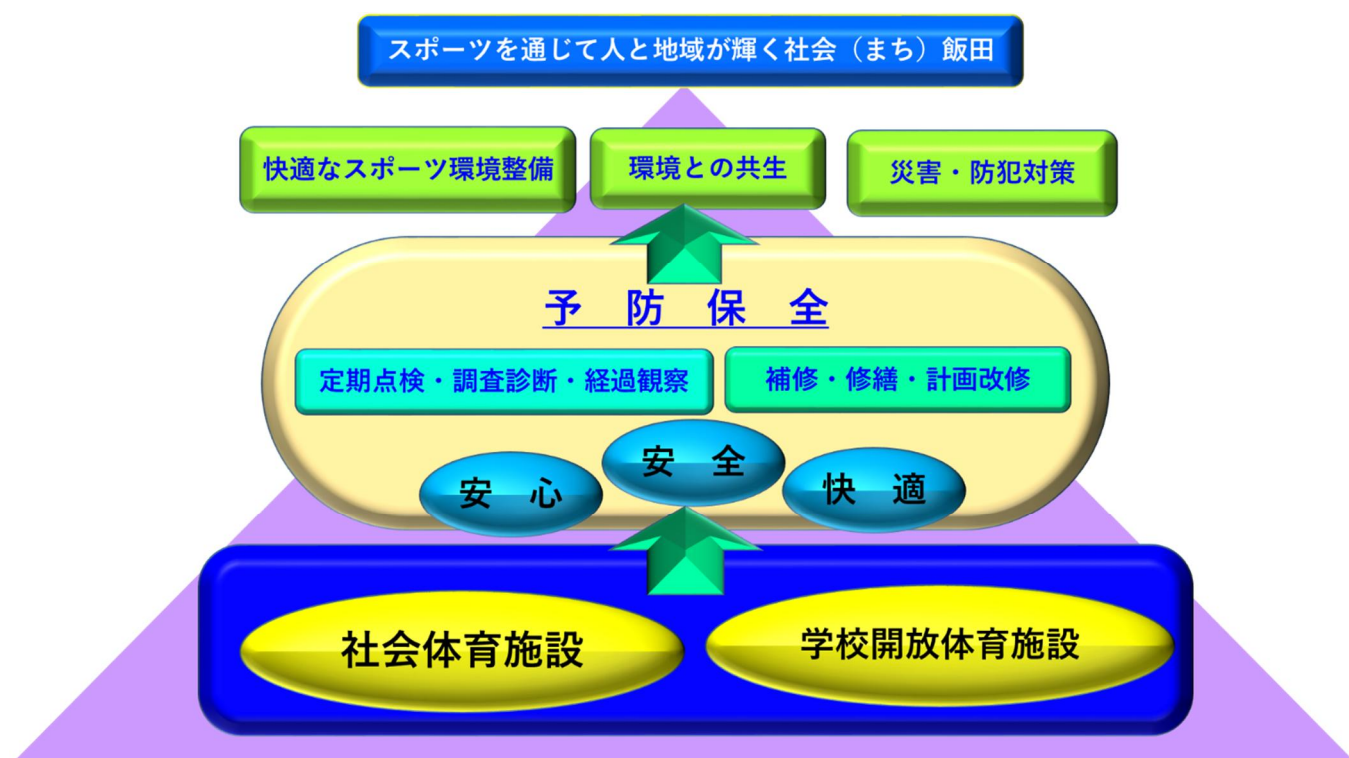 スポーツを通じて人と地域が輝く社会（まち）飯田
快適なスポーツ環境整備
環境との共生
災害・防犯対策
予　防　保　全
定期点検・調査診断・経過観察
補修・修繕・計画改修
安　心
安　全
快　適
社会体育施設
学校開放体育施設